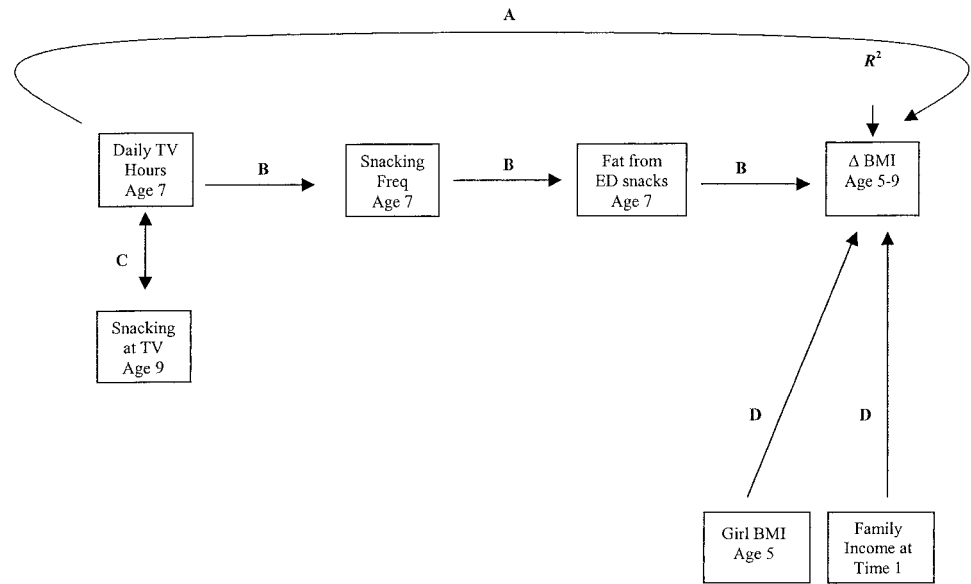 A
R²
Daily TV
Hours
Age 7
B
Snacking
Freq
Age 7
B
Fat from
ED snacks
Age 7
B
Δ BMI
Age 5-9
C
Snacking
at TV
Age 9
D
D
Girl BMI
Age 5
Family
Income at
Time 1